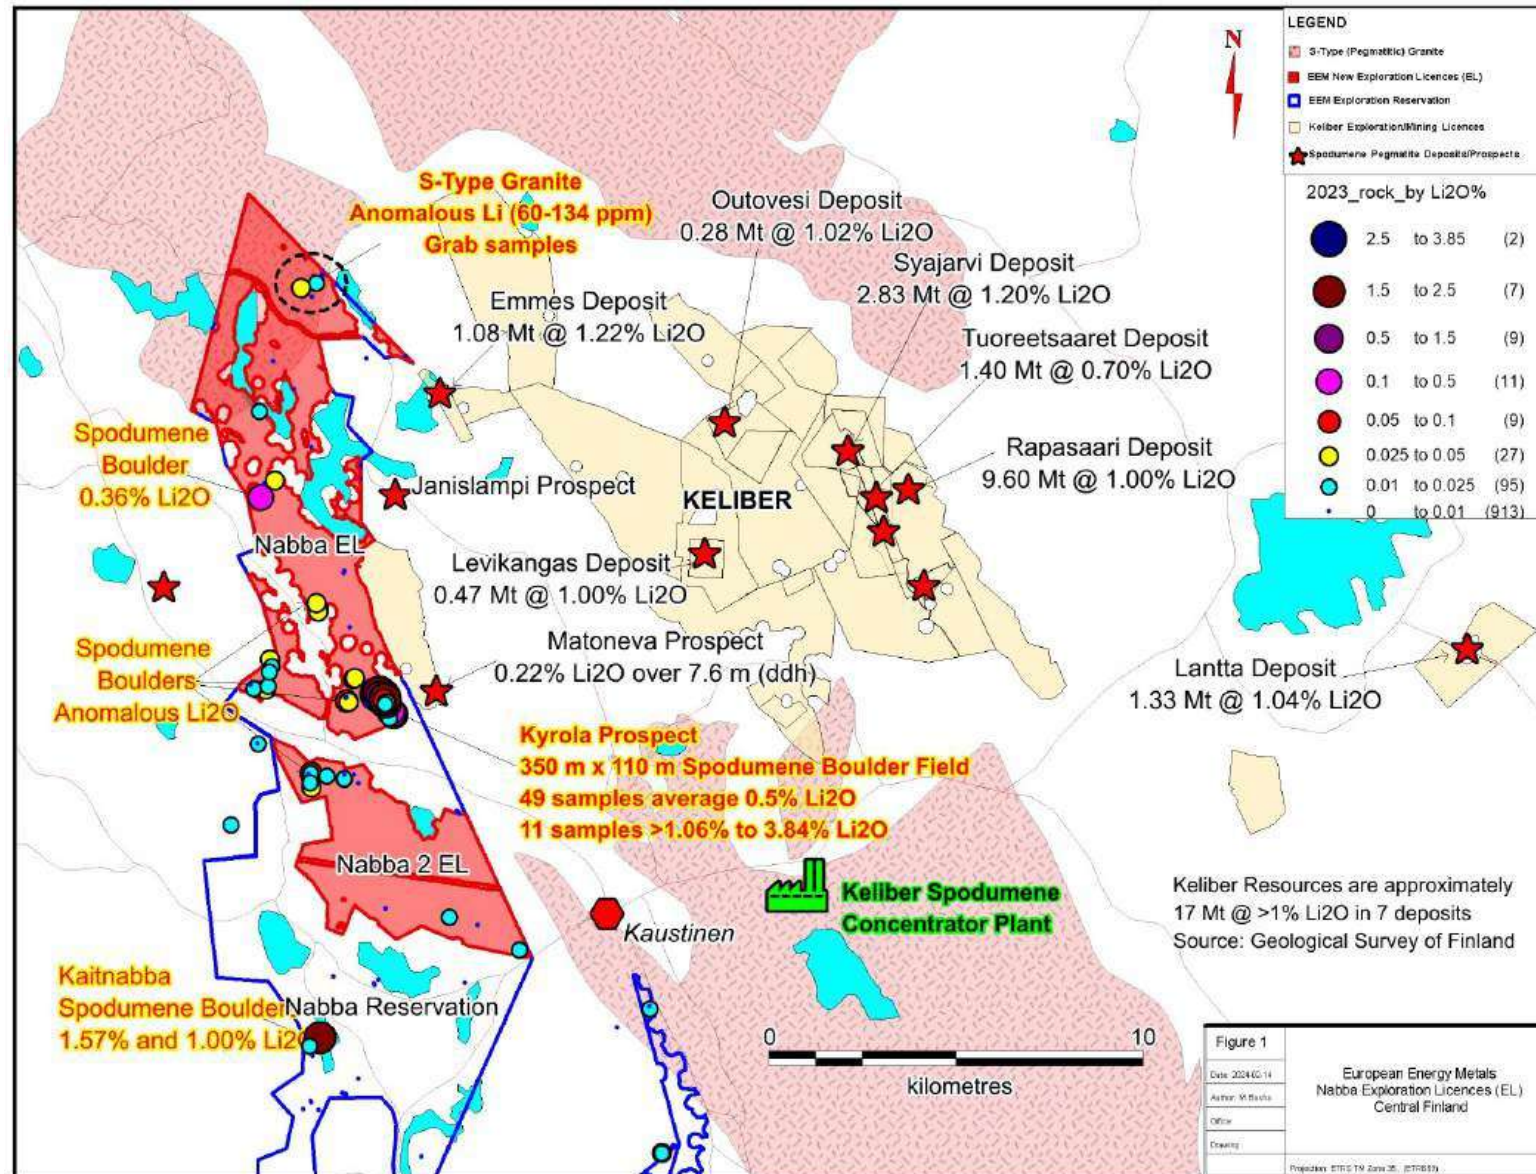 LEGEND
S-Type (Pegmatitic) Granite
EEM New Exploration Licences (EL)
EEM Exploration Reservation
Keliber Exploration/Mining Licences
Spodumene Pegmatite Deposits/Prospects
2023_rock_by Li2O%
2.5 to 3.85 (2)
1.5 to 2.5 (7)
0.5 to 1.5 (9)
0.1 to 0.5 (11)
0.05 to 0.1 (9)
0.025 to 0.05 (27)
0.01 to 0.025 (95)
0 to 0.01 (913)
N
S-Type Granite
Anomalous Li (60-134 ppm)
Grab samples
Outovesi Deposit
0.28 Mt @ 1.02% Li2O
Syajarvi Deposit
2.83 Mt @ 1.20% Li2O
Emmes Deposit
1.08 Mt @ 1.22% Li2O
Tuoreetsaaret Deposit
1.40 Mt @ 0.70% Li2O
Spodumene
Boulder
0.36% Li2O
Rapasaari Deposit
9.60 Mt @ 1.00% Li2O
Janislampi Prospect
KELIBER
Nabba EL
Levikangas Deposit
0.47 Mt @ 1.00% Li2O
Spodumene
Boulders
Anomalous Li2O
Matoneva Prospect
0.22% Li2O over 7.6 m (ddh)
Lantta Deposit
1.33 Mt @ 1.04% Li2O
Kyrola Prospect
350 m x 110 m Spodumene Boulder Field
49 samples average 0.5% Li2O
11 samples >1.06% to 3.84% Li2O
Nabba 2 EL
Keliber Spodumene
Concentrator Plant
Kaustinen
Keliber Resources are approximately
17 Mt @ >1% Li2O in 7 deposits
Source: Geological Survey of Finland
Kaitnabba
Spodumene Boulder
1.57% and 1.00% Li2O
Nabba Reservation
0 10
kilometres
Figure 1
Author: M Basha
Office:
Drawing:
European Energy Metals
Nabba Exploration Licences (EL)
Central Finland
Projection: ETRS-TM Zone 35,